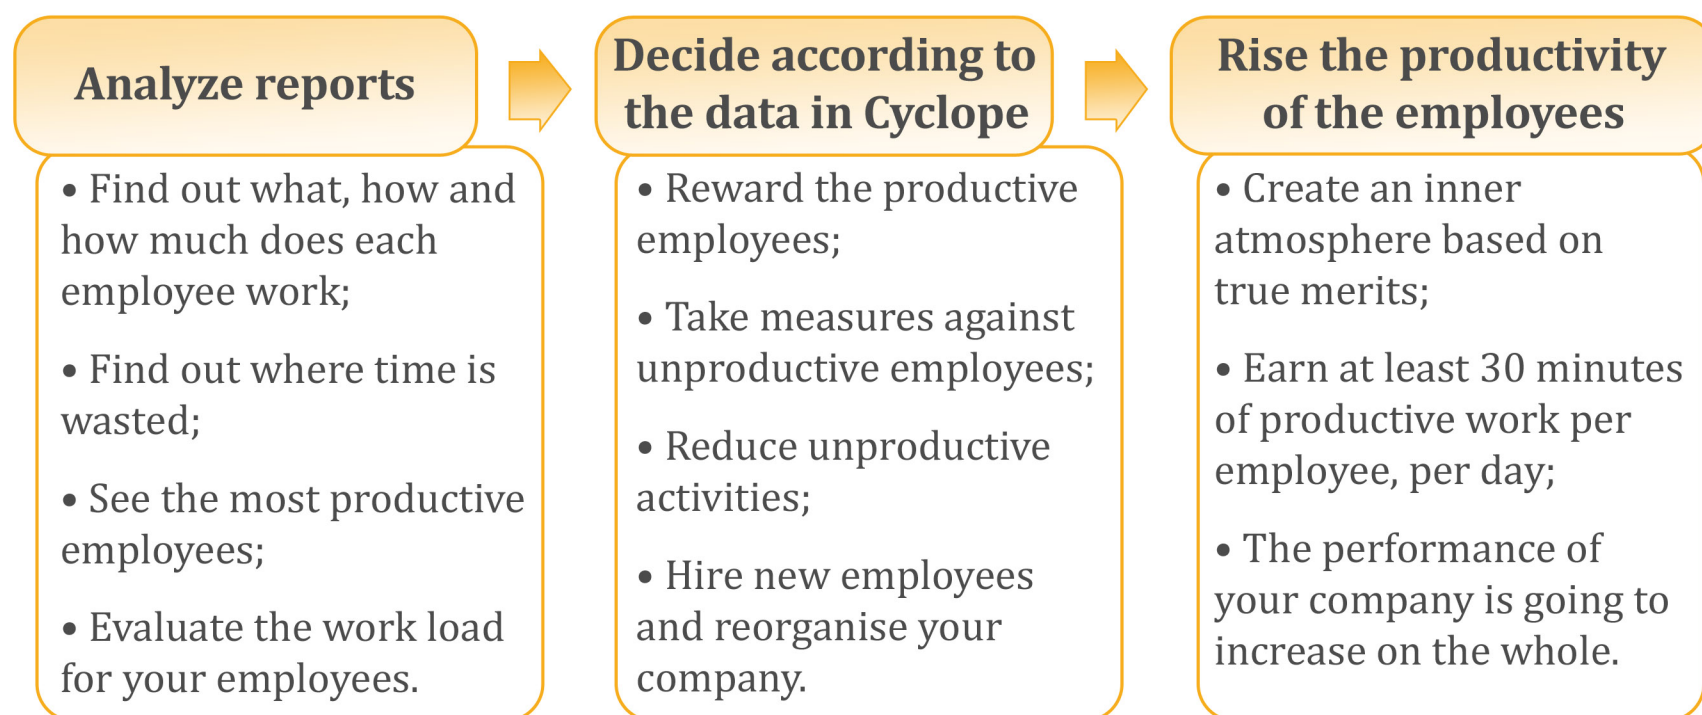 Analyze reports
• Find out what, how and
how much does each
employee work;
• Find out where time is
wasted;
• See the most productive
employees;
• Evaluate the work load
for your employees.
Decide according to
the data in Cyclope
• Reward the productive
employees;
• Take measures against
unproductive employees;
• Reduce unproductive
activities;
• Hire new employees
and reorganise your
company.
Rise the productivity
of the employees
• Create an inner
atmosphere based on
true merits;
• Earn at least 30 minutes
of productive work per
employee, per day;
• The performance of
your company is going to
increase on the whole.